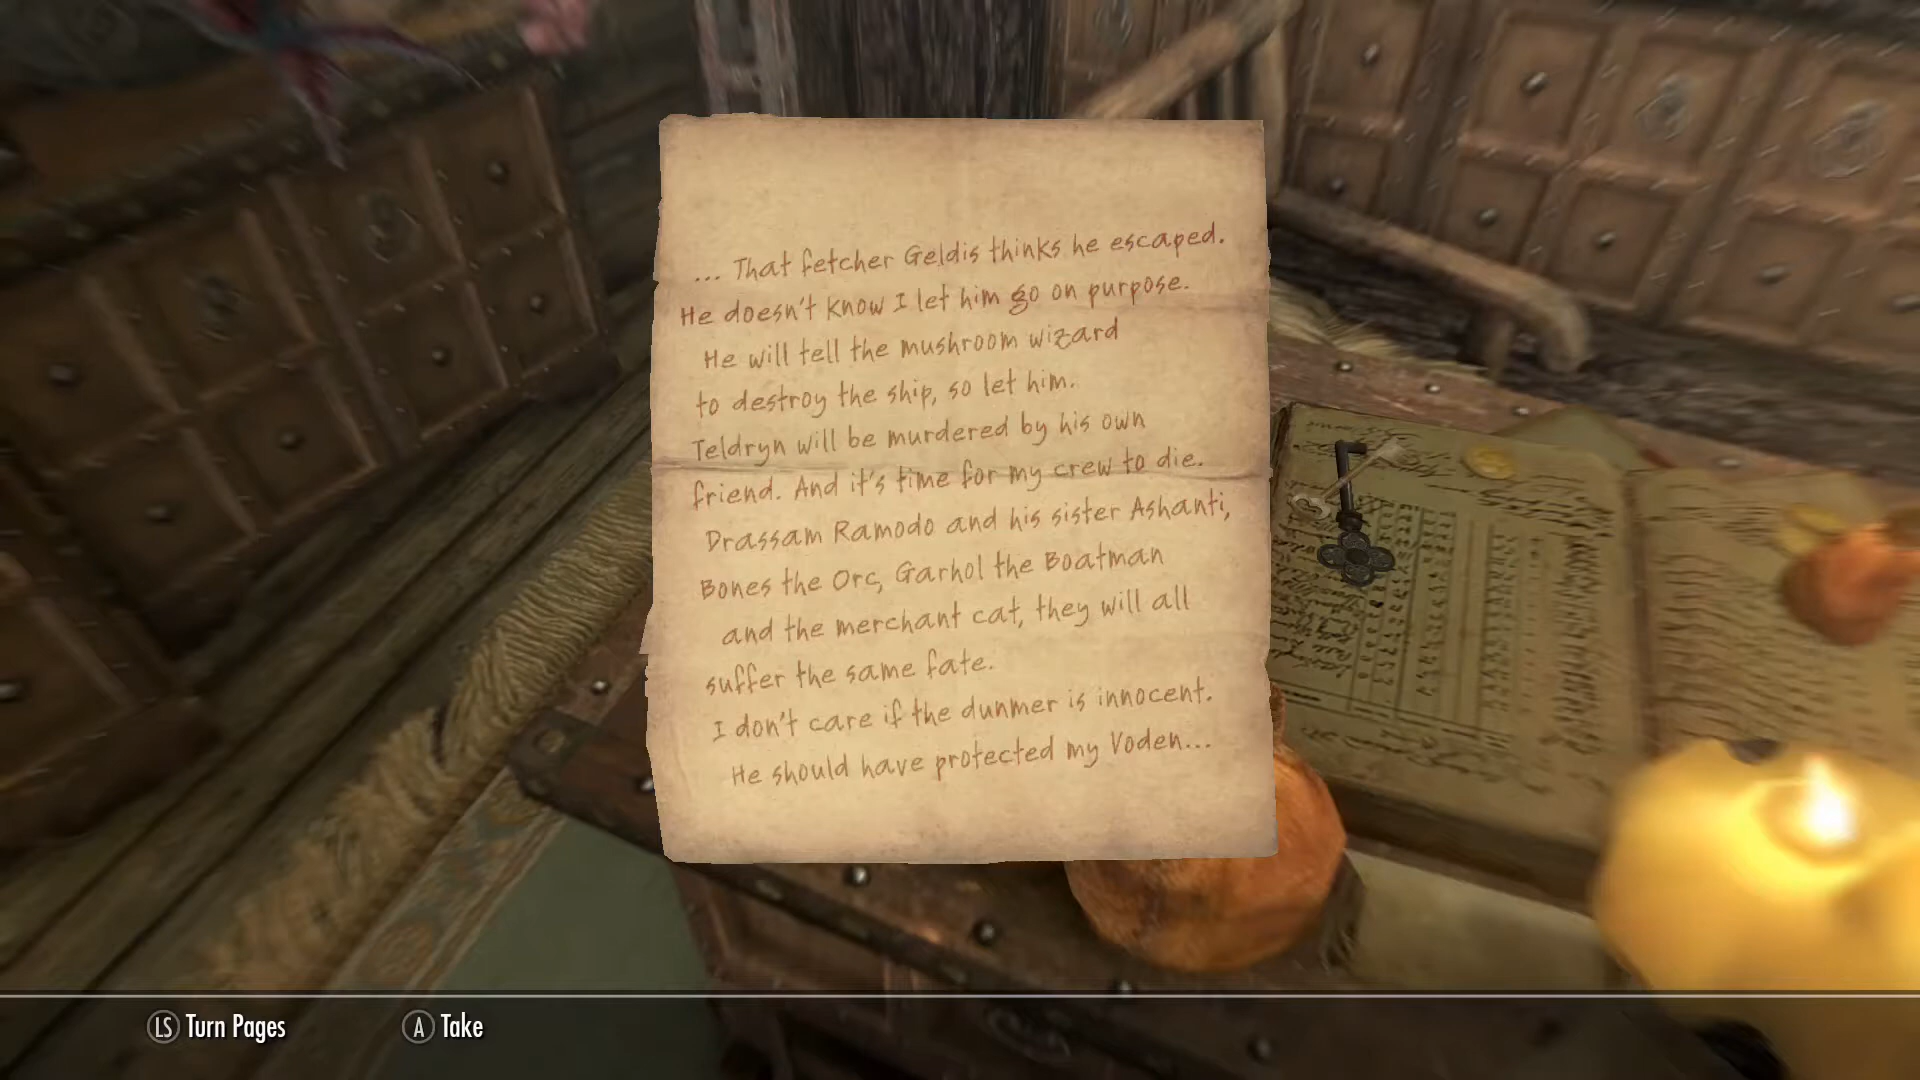 ... That fetcher Geldis thinks he escaped.
He doesn't know I let him go on purpose.
He will tell the mushroom wizard
to destroy the ship, so let him.
Teldryn will be murdered by his own
friend. And it's time for my crew to die.
Drassam Ramodo and his sister Ashanti,
Bones the Orc, Garhol the Boatman
and the merchant cat, they will all
suffer the same fate.
I don't care if the dunmer is innocent.
He should have protected my Voden...
LS Turn Pages
A Take